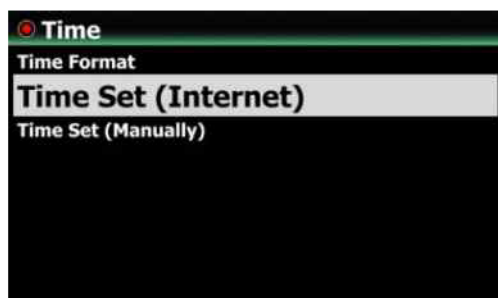 Time
Time Format
Time Set (Internet)
Time Set (Manually)